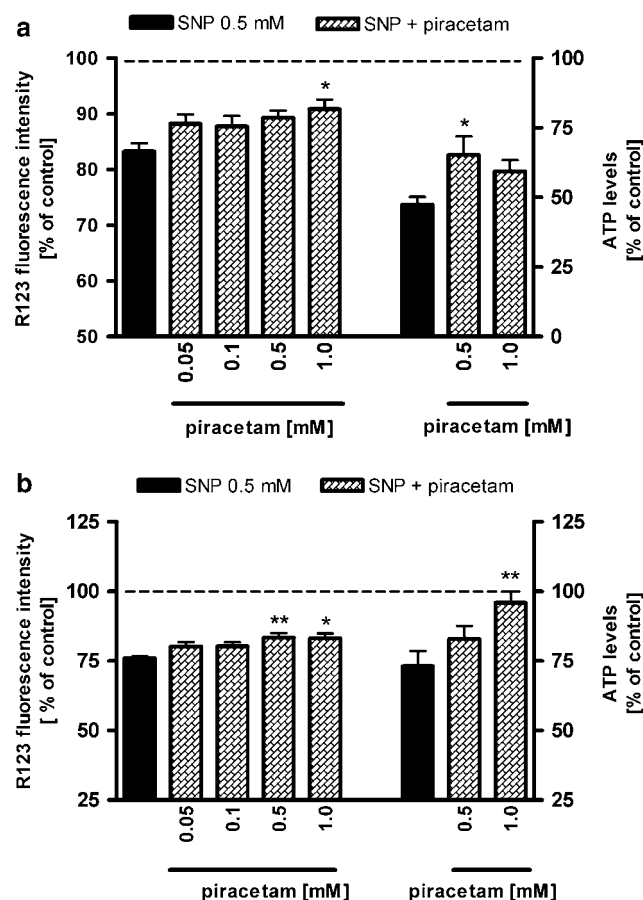 a
SNP 0.5 mM
SNP + piracetam
R123 fluorescence intensity
[% of control]
100
90
80
70
60
50
*
*
100
75
50
25
0
ATP levels
[% of control]
0.05
0.1
0.5
1.0
0.5
1.0
piracetam [mM]
piracetam [mM]
b
SNP 0.5 mM
SNP + piracetam
R123 fluorescence intensity
[ % of control]
125
100
75
50
25
**
*
**
125
100
75
50
25
ATP levels
[% of control]
0.05
0.1
0.5
1.0
0.5
1.0
piracetam [mM]
piracetam [mM]